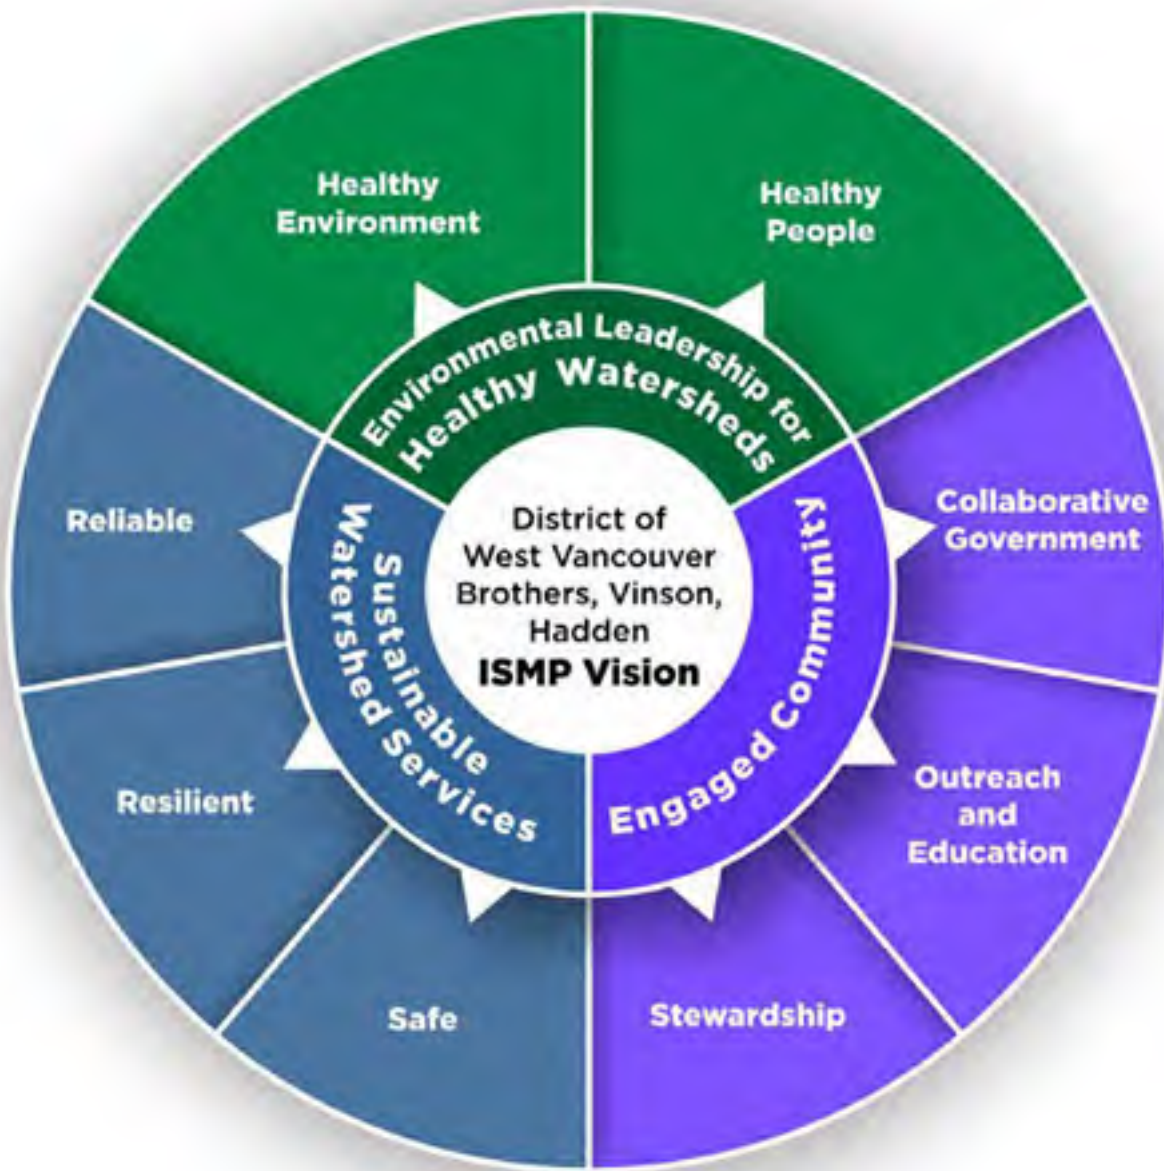 Healthy
Environment
Healthy
People
Environmental Leadership for
Healthy Watersheds
Reliable
Collaborative
Government
Sustainable
Watershed Services
District of
West Vancouver
Brothers, Vinson,
Hadden
ISMP Vision
Engaged Community
Resilient
Outreach
and
Education
Safe
Stewardship